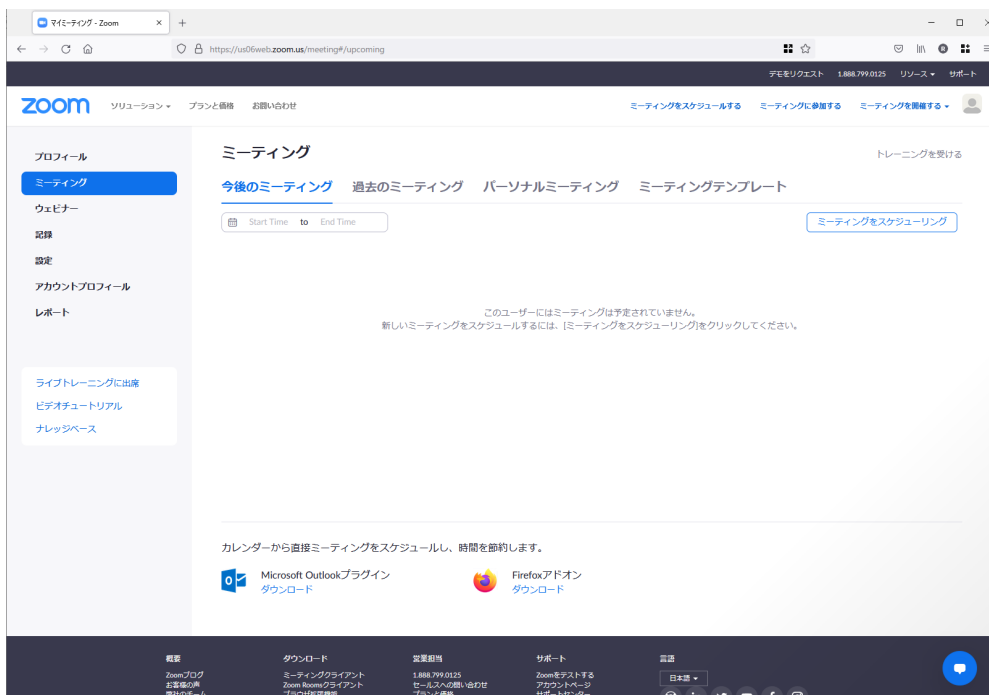 マイミーティング - Zoom
https://us06web.zoom.us/meeting#/upcoming
デモをリクエスト 1.888.799.0125 リソース サポート
zoom ソリューション プランと価格 お問い合わせ ミーティングをスケジュールする ミーティングに参加する ミーティングを開催する
プロフィール
ミーティング
ウェビナー
記録
設定
アカウントプロフィール
レポート
ライブトレーニングに出席
ビデオチュートリアル
ナレッジベース
ミーティング
トレーニングを受ける
今後のミーティング 過去のミーティング パーソナルミーティング ミーティングテンプレート
Start Time to End Time
ミーティングをスケジューリング
このユーザーにはミーティングは予定されていません。
新しいミーティングをスケジュールするには、[ミーティングをスケジューリング]をクリックしてください。
カレンダーから直接ミーティングをスケジュールし、時間を節約します。
Microsoft Outlookプラグイン
ダウンロード
Firefoxアドオン
ダウンロード
概要
Zoomブログ
お客様の声
ダウンロード
ミーティングクライアント
Zoom Roomsクライアント
営業担当
1.888.799.0125
セールスへの問い合わせ
サポート
Zoomをテストする
アカウントページ
言語
日本語